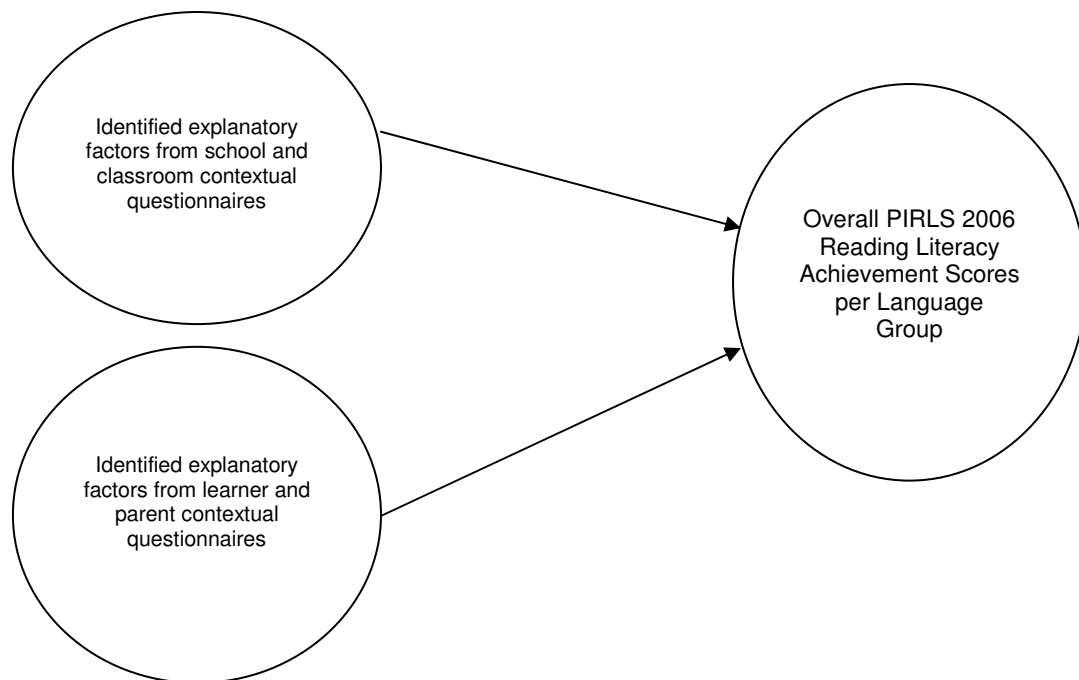 Identified explanatory
factors from school and
classroom contextual
questionnaires
Overall PIRLS 2006
Reading Literacy
Achievement Scores
per Language
Group
Identified explanatory
factors from learner and
parent contextual
questionnaires